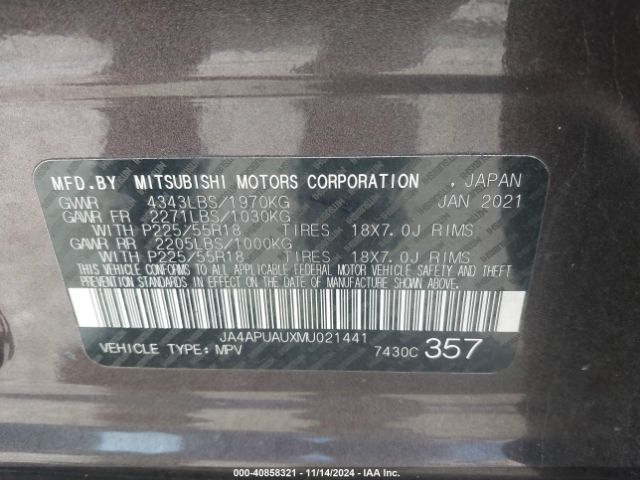 MFD.BY MITSUBISHI MOTORS CORPORATION , JAPAN
GVWR 4343LBS/1970KG JAN 2021
GAWR FR 2271LBS/1030KG
WITH P225/55R18 TIRES 18X7.0J RIMS
GAWR RR 2205LBS/1000KG
WITH P225/55R18 TIRES 18X7.0J RIMS
THIS VEHICLE CONFORMS TO ALL APPLICABLE FEDERAL MOTOR VEHICLE SAFETY AND THEFT
PREVENTION STANDARDS IN EFFECT ON THE DATE OF MANUFACTURE SHOWN ABOVE.
JA4APUAUXMU021441
VEHICLE TYPE: MPV 7430C 357
000-40858321 | 11/14/2024 - IAA Inc.